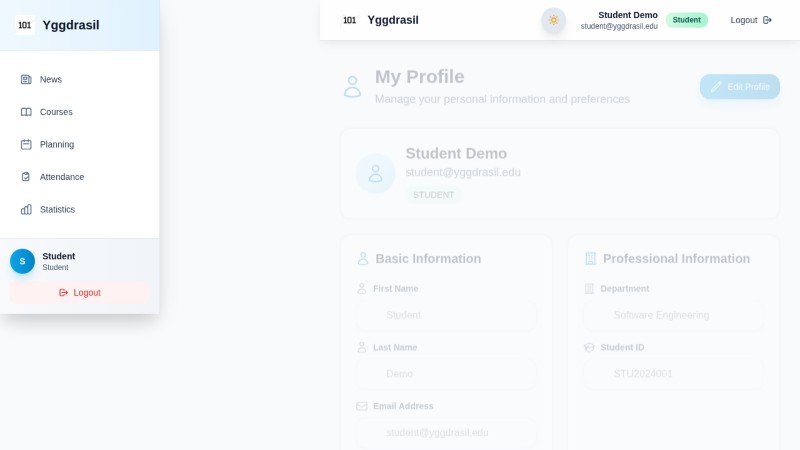 101 Yggdrasil
News
Courses
Planning
Attendance
Statistics
S
Student
Student
Logout
101 Yggdrasil
Student Demo
student@yggdrasil.edu
Student
Logout
My Profile
Manage your personal information and preferences
Edit Profile
Student Demo
student@yggdrasil.edu
STUDENT
Basic Information
First Name
Student
Last Name
Demo
Email Address
student@yggdrasil.edu
Professional Information
Department
Software Engineering
Student ID
STU2024001